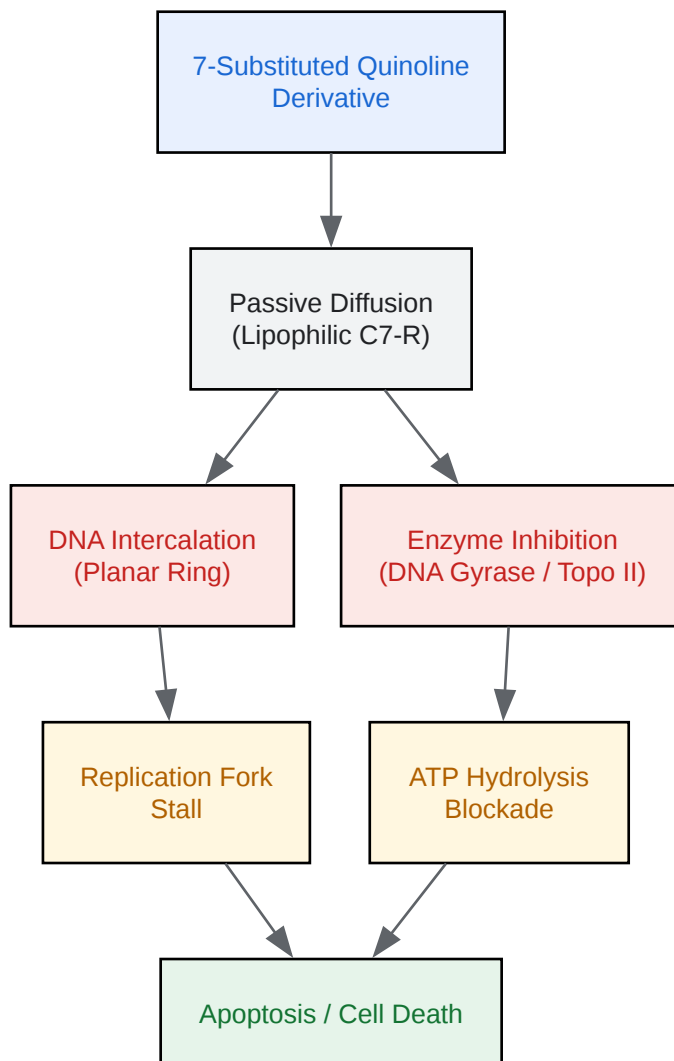 7-Substituted Quinoline
Derivative
Passive Diffusion
(Lipophilic C7-R)
DNA Intercalation
(Planar Ring)
Enzyme Inhibition
(DNA Gyrase / Topo II)
Replication Fork
Stall
ATP Hydrolysis
Blockade
Apoptosis / Cell Death